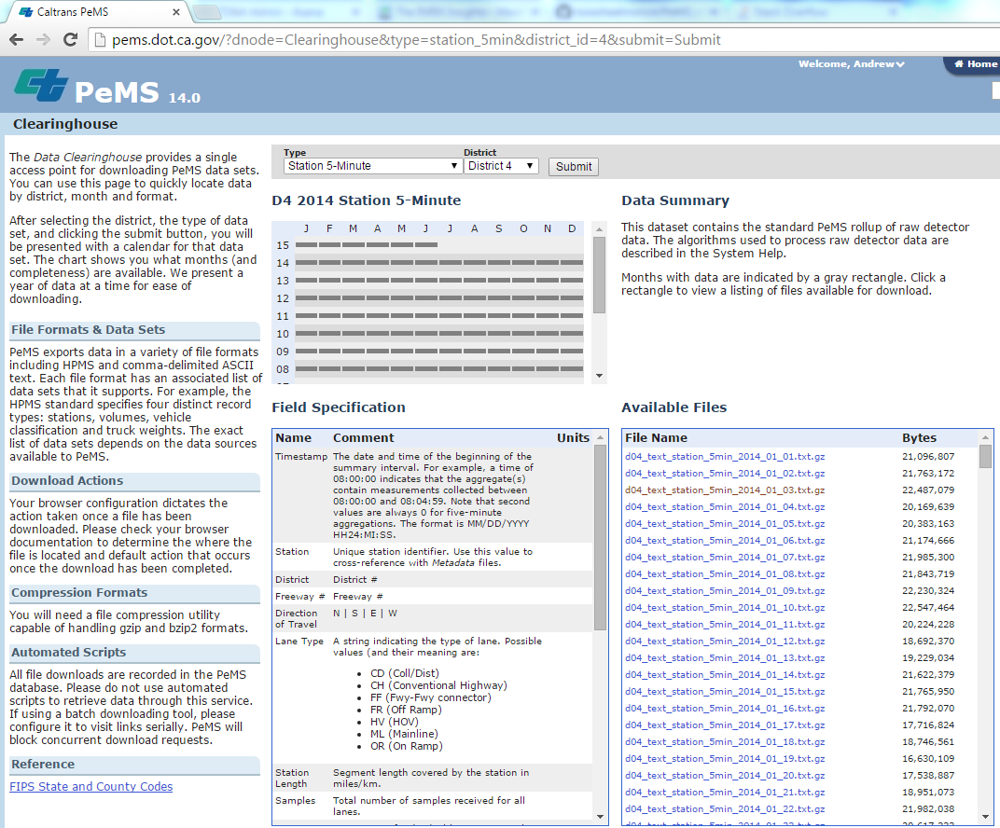 Caltrans PeMS
pems.dot.ca.gov/?dnode=Clearinghouse&type=station_5min&district_id=4&submit=Submit
Welcome, Andrew
Home
PeMS 14.0
Clearinghouse
The Data Clearinghouse provides a single
access point for downloading PeMS data sets.
You can use this page to quickly locate data
by district, month and format.
After selecting the district, the type of data
set, and clicking the submit button, you will
be presented with a calendar for that data
set. The chart shows you what months (and
completeness) are available. We present a
year of data at a time for ease of
downloading.
File Formats & Data Sets
PeMS exports data in a variety of file formats
including HPMS and comma-delimited ASCII
text. Each file format has an associated list of
data sets that it supports. For example, the
HPMS standard specifies four distinct record
types: stations, volumes, vehicle
classification and truck weights. The exact
list of data sets depends on the data sources
available to PeMS.
Download Actions
Your browser configuration dictates the
action taken once a file has been
downloaded. Please check your browser
documentation to determine the where the
file is located and default action that occurs
once the download has been completed.
Compression Formats
You will need a file compression utility
capable of handling gzip and bzip2 formats.
Automated Scripts
All file downloads are recorded in the PeMS
database. Please do not use automated
scripts to retrieve data through this service.
If using a batch downloading tool, please
configure it to visit links serially. PeMS will
block concurrent download requests.
Reference
FIPS State and County Codes
Type District
Station 5-Minute District 4 Submit
D4 2014 Station 5-Minute
J F M A M J J A S O N D
15
14
13
12
11
10
09
08
Data Summary
This dataset contains the standard PeMS rollup of raw detector
data. The algorithms used to process raw detector data are
described in the System Help.
Months with data are indicated by a gray rectangle. Click a
rectangle to view a listing of files available for download.
Field Specification
Name Comment Units
Timestamp The date and time of the beginning of the
summary interval. For example, a time of
08:00:00 indicates that the aggregate(s)
contain measurements collected between
08:00:00 and 08:04:59. Note that second
values are always 0 for five-minute
aggregations. The format is MM/DD/YYYY
HH24:MI:SS.
Station Unique station identifier. Use this value to
cross-reference with Metadata files.
District District #
Freeway # Freeway #
Direction N | S | E | W
of Travel
Lane Type A string indicating the type of lane. Possible
values (and their meaning are:
• CD (Coll/Dist)
• CH (Conventional Highway)
• FF (Fwy-Fwy connector)
• FR (Off Ramp)
• HV (HOV)
• ML (Mainline)
• OR (On Ramp)
Station Segment length covered by the station in
Length miles/km.
Samples Total number of samples received for all
lanes.
Available Files
File Name Bytes
d04_text_station_5min_2014_01_01.txt.gz 21,096,807
d04_text_station_5min_2014_01_02.txt.gz 21,763,172
d04_text_station_5min_2014_01_03.txt.gz 22,487,079
d04_text_station_5min_2014_01_04.txt.gz 20,169,639
d04_text_station_5min_2014_01_05.txt.gz 20,383,163
d04_text_station_5min_2014_01_06.txt.gz 21,174,666
d04_text_station_5min_2014_01_07.txt.gz 21,985,300
d04_text_station_5min_2014_01_08.txt.gz 21,843,719
d04_text_station_5min_2014_01_09.txt.gz 22,230,324
d04_text_station_5min_2014_01_10.txt.gz 22,547,464
d04_text_station_5min_2014_01_11.txt.gz 20,224,228
d04_text_station_5min_2014_01_12.txt.gz 18,692,370
d04_text_station_5min_2014_01_13.txt.gz 19,229,034
d04_text_station_5min_2014_01_14.txt.gz 21,622,379
d04_text_station_5min_2014_01_15.txt.gz 21,765,950
d04_text_station_5min_2014_01_16.txt.gz 21,792,070
d04_text_station_5min_2014_01_17.txt.gz 17,716,824
d04_text_station_5min_2014_01_18.txt.gz 18,746,561
d04_text_station_5min_2014_01_19.txt.gz 16,630,109
d04_text_station_5min_2014_01_20.txt.gz 17,538,887
d04_text_station_5min_2014_01_21.txt.gz 18,951,073
d04_text_station_5min_2014_01_22.txt.gz 21,982,038